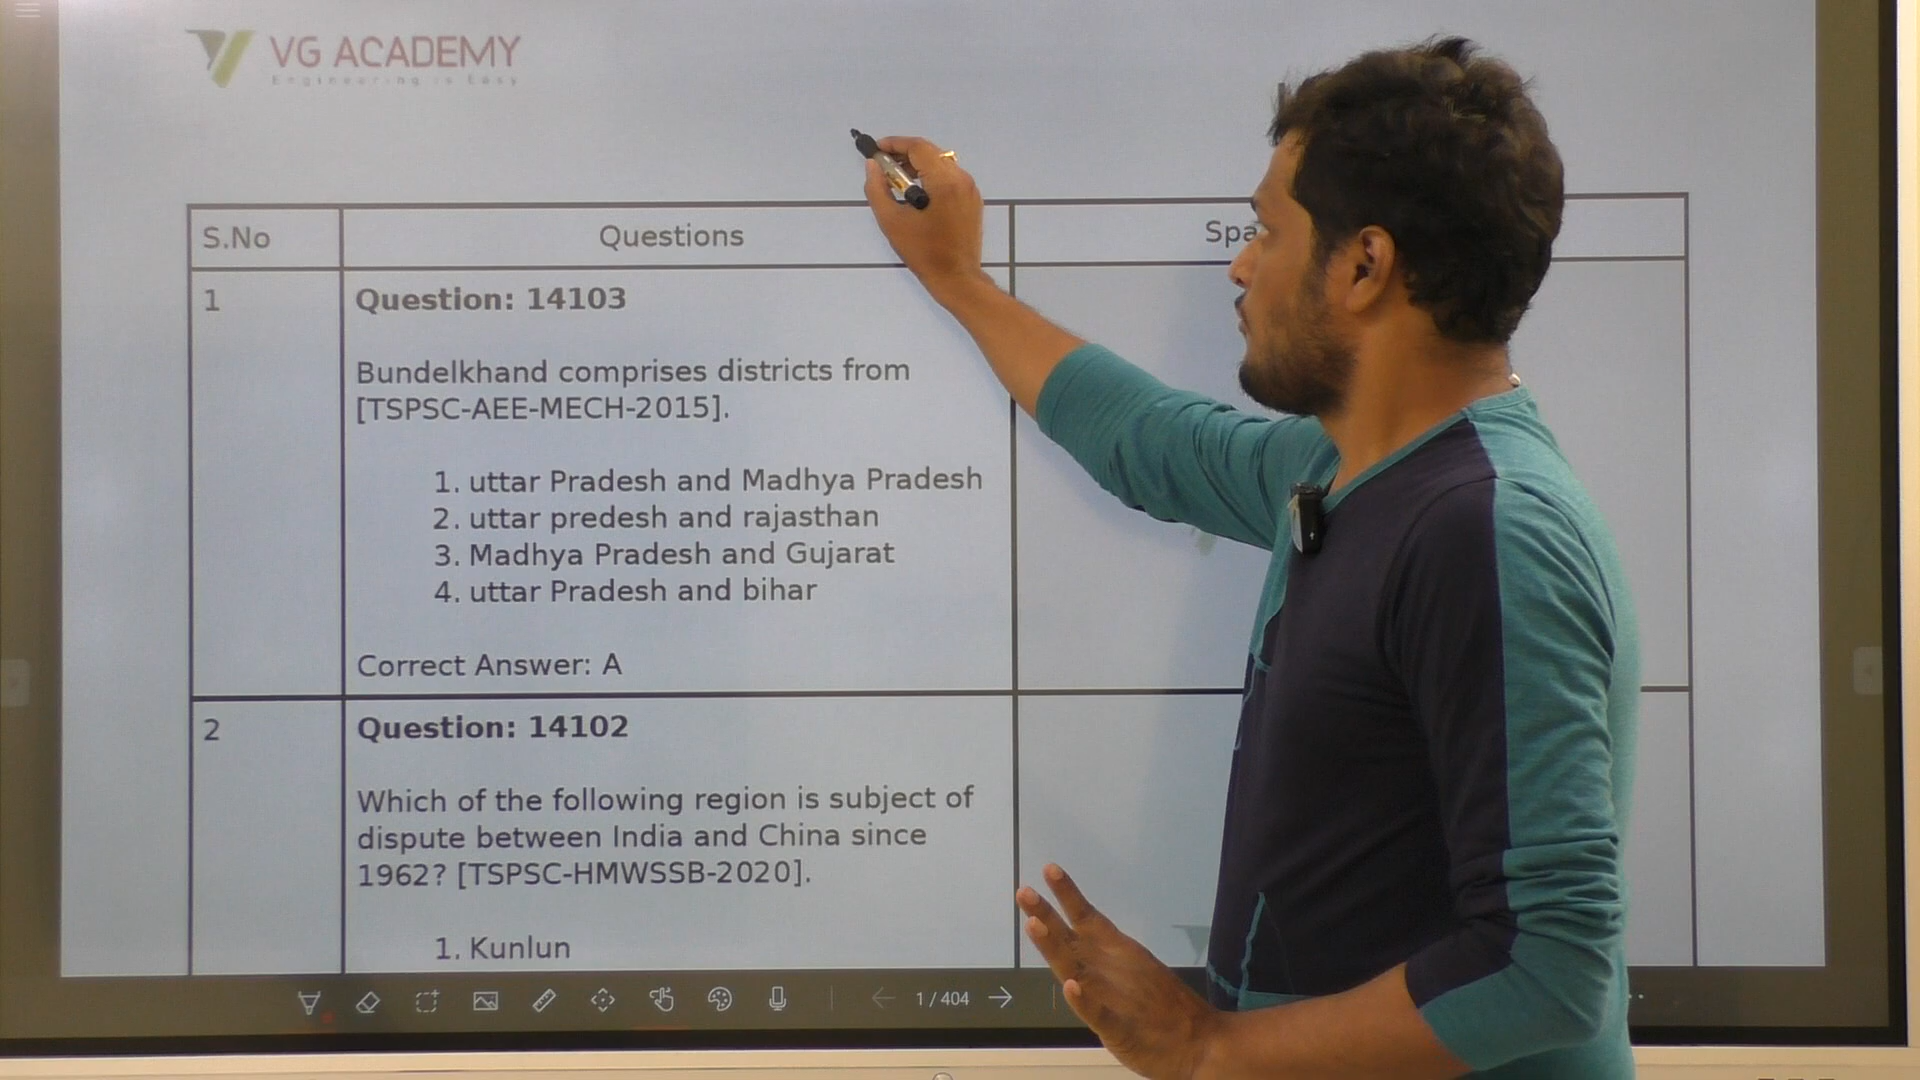 VG ACADEMY
Engineering is Easy
S.No
Questions
Spa
1
Question: 14103
Bundelkhand comprises districts from
[TSPSC-AEE-MECH-2015].
1. uttar Pradesh and Madhya Pradesh
2. uttar predesh and rajasthan
3. Madhya Pradesh and Gujarat
4. uttar Pradesh and bihar
Correct Answer: A
2
Question: 14102
Which of the following region is subject of
dispute between India and China since
1962? [TSPSC-HMWSSB-2020].
1. Kunlun
1 / 404